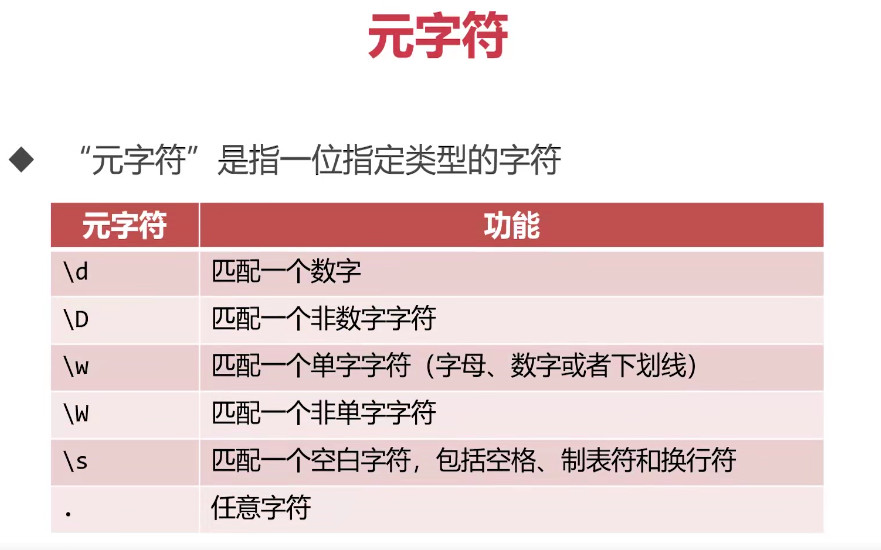 元字符
“元字符”是指一位指定类型的字符
元字符 功能
\d 匹配一个数字
\D 匹配一个非数字字符
\w 匹配一个单字字符（字母、数字或者下划线）
\W 匹配一个非单字字符
\s 匹配一个空白字符，包括空格、制表符和换行符
. 任意字符